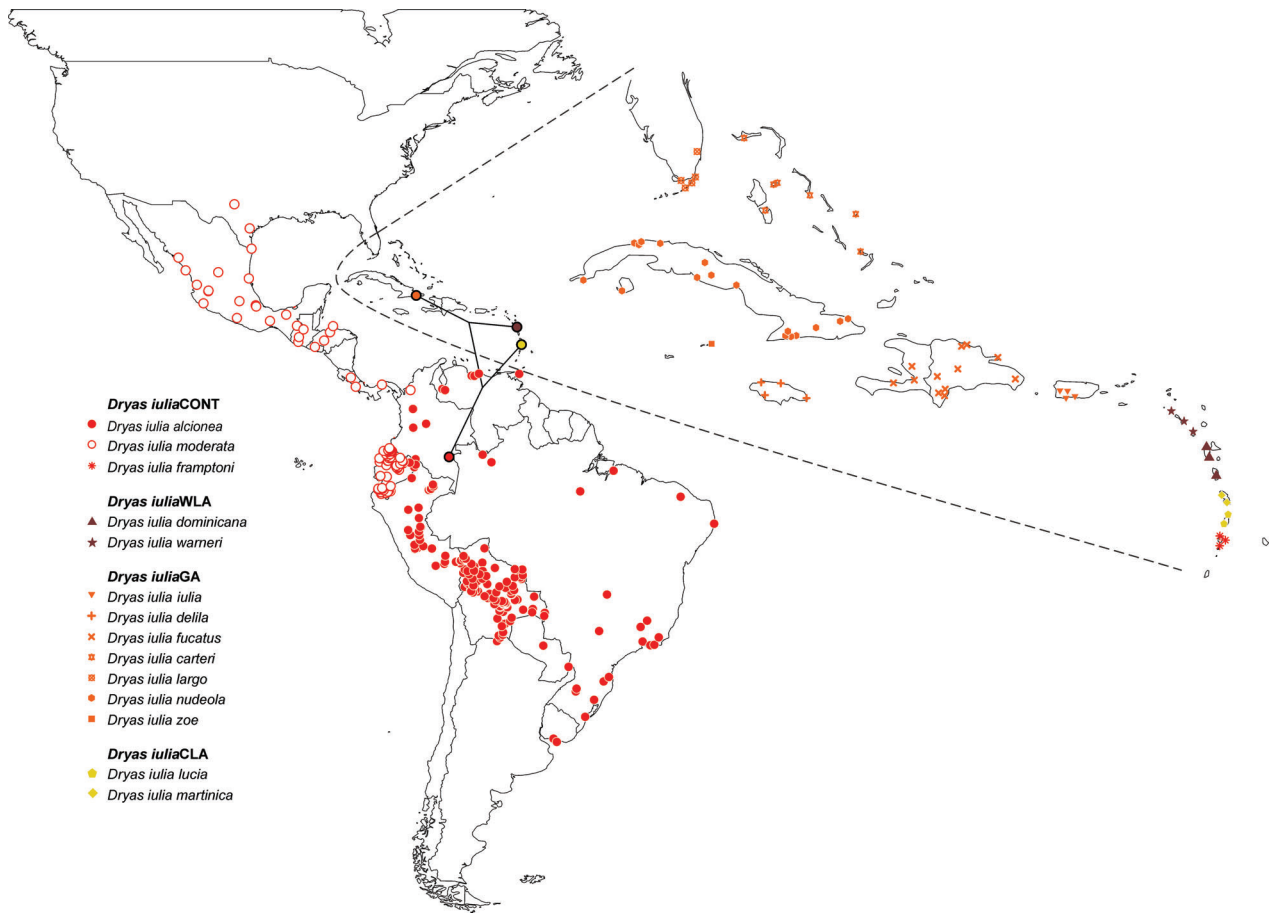 Dryas iuliaCONT
Dryas iulia alcionea
Dryas iulia moderata
Dryas iulia framptoni
Dryas iuliaWLA
Dryas iulia dominicana
Dryas iulia warneri
Dryas iuliaGA
Dryas iulia iulia
Dryas iulia delila
Dryas iulia fucatus
Dryas iulia carteri
Dryas iulia largo
Dryas iulia nudeola
Dryas iulia zoe
Dryas iuliaCLA
Dryas iulia lucia
Dryas iulia martinica